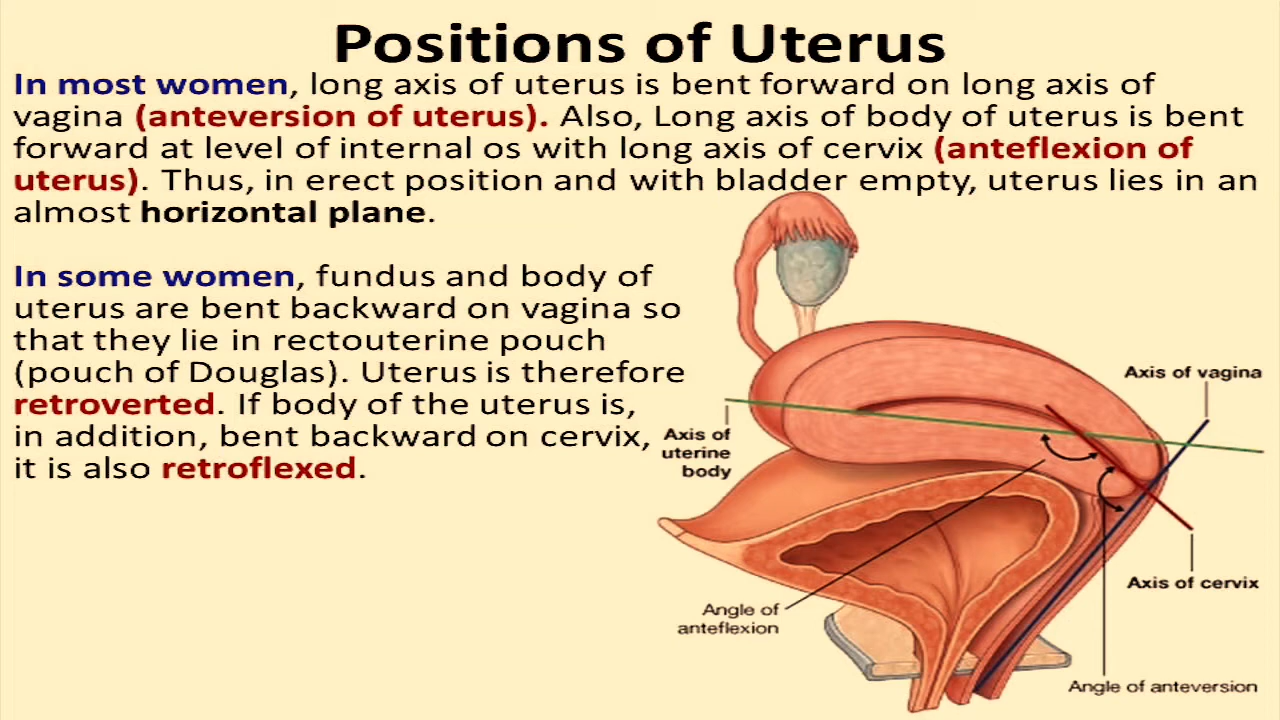 Positions of Uterus
In most women, long axis of uterus is bent forward on long axis of
vagina (anteversion of uterus). Also, Long axis of body of uterus is bent
forward at level of internal os with long axis of cervix (anteflexion of
uterus). Thus, in erect position and with bladder empty, uterus lies in an
almost horizontal plane.
In some women, fundus and body of
uterus are bent backward on vagina so
that they lie in rectouterine pouch
(pouch of Douglas). Uterus is therefore
retroverted. If body of the uterus is,
in addition, bent backward on cervix,
it is also retroflexed.
Axis of vagina
Axis of
uterine
body
Axis of cervix
Angle of
anteflexion
Angle of anteversion